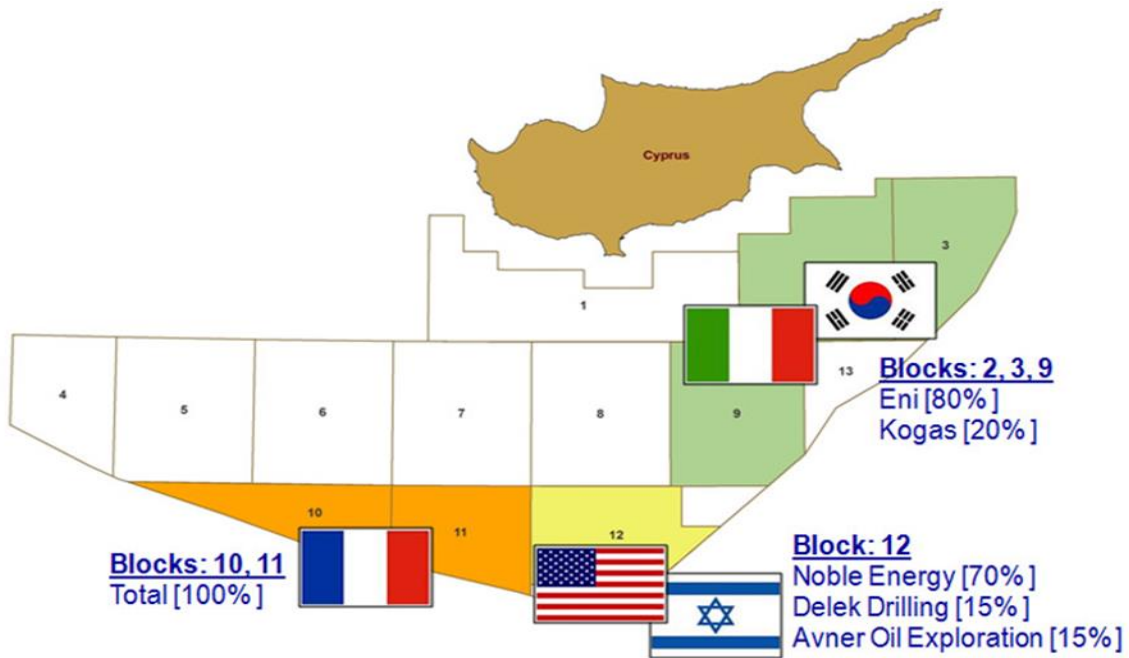 Cyprus
3
1
13
Blocks: 2, 3, 9
Eni [80%]
Kogas [20%]
4
5
6
7
8
9
10
11
12
Blocks: 10, 11
Total [100%]
Block: 12
Noble Energy [70%]
Delek Drilling [15%]
Avner Oil Exploration [15%]